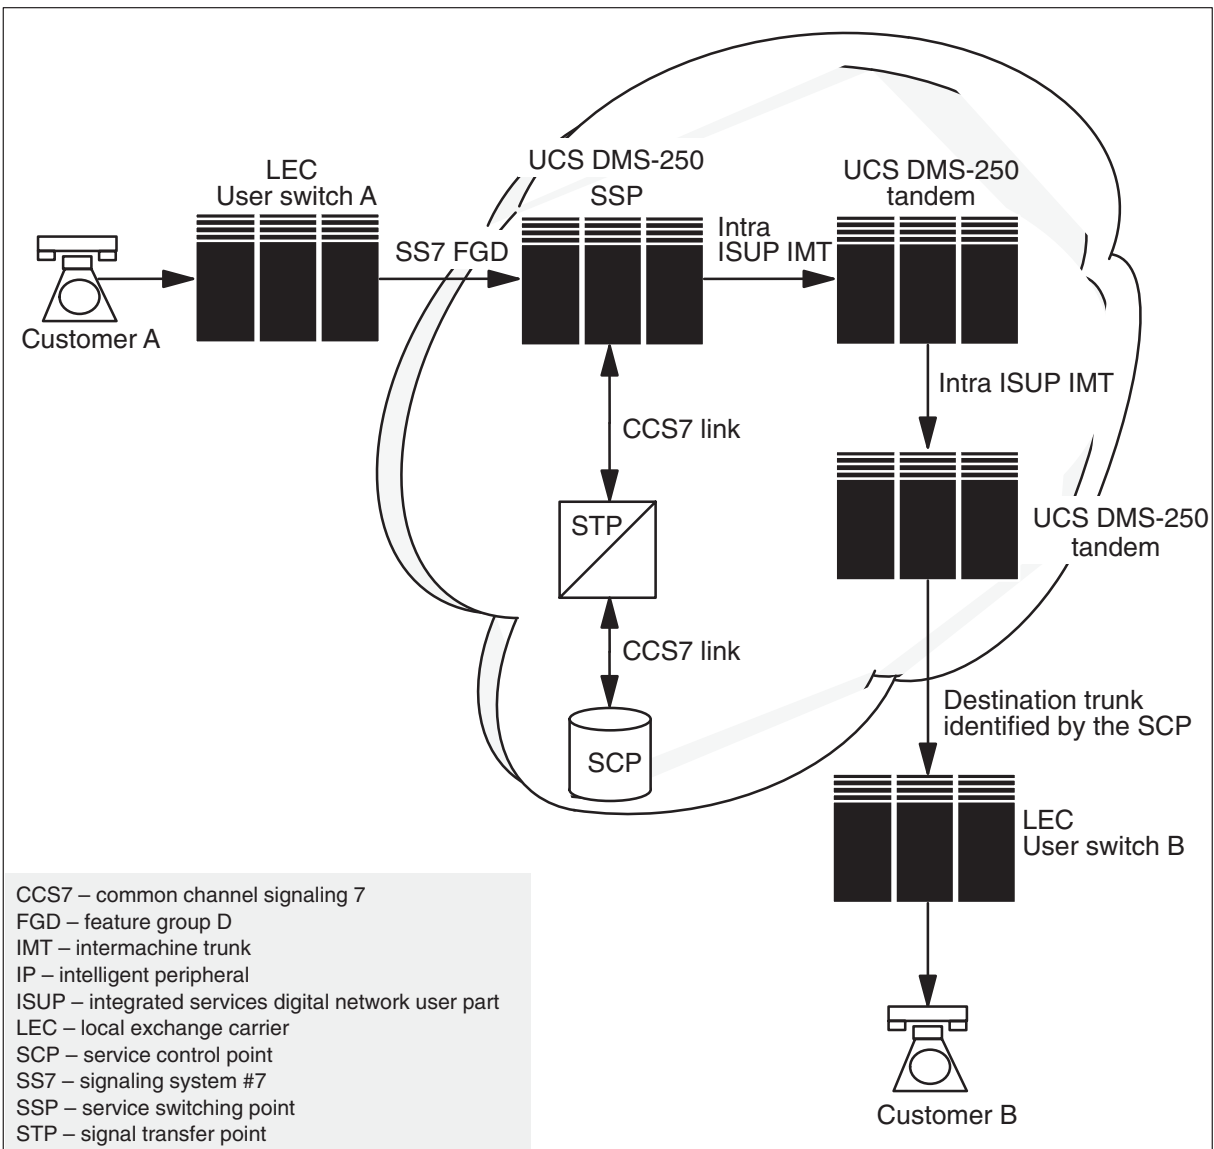 LEC
User switch A
UCS DMS-250
SSP
UCS DMS-250
tandem
SS7 FGD
Intra
ISUP IMT
Customer A
Intra ISUP IMT
CCS7 link
STP
UCS DMS-250
tandem
CCS7 link
SCP
Destination trunk
identified by the SCP
LEC
User switch B
Customer B
CCS7 – common channel signaling 7
FGD – feature group D
IMT – intermachine trunk
IP – intelligent peripheral
ISUP – integrated services digital network user part
LEC – local exchange carrier
SCP – service control point
SS7 – signaling system #7
SSP – service switching point
STP – signal transfer point